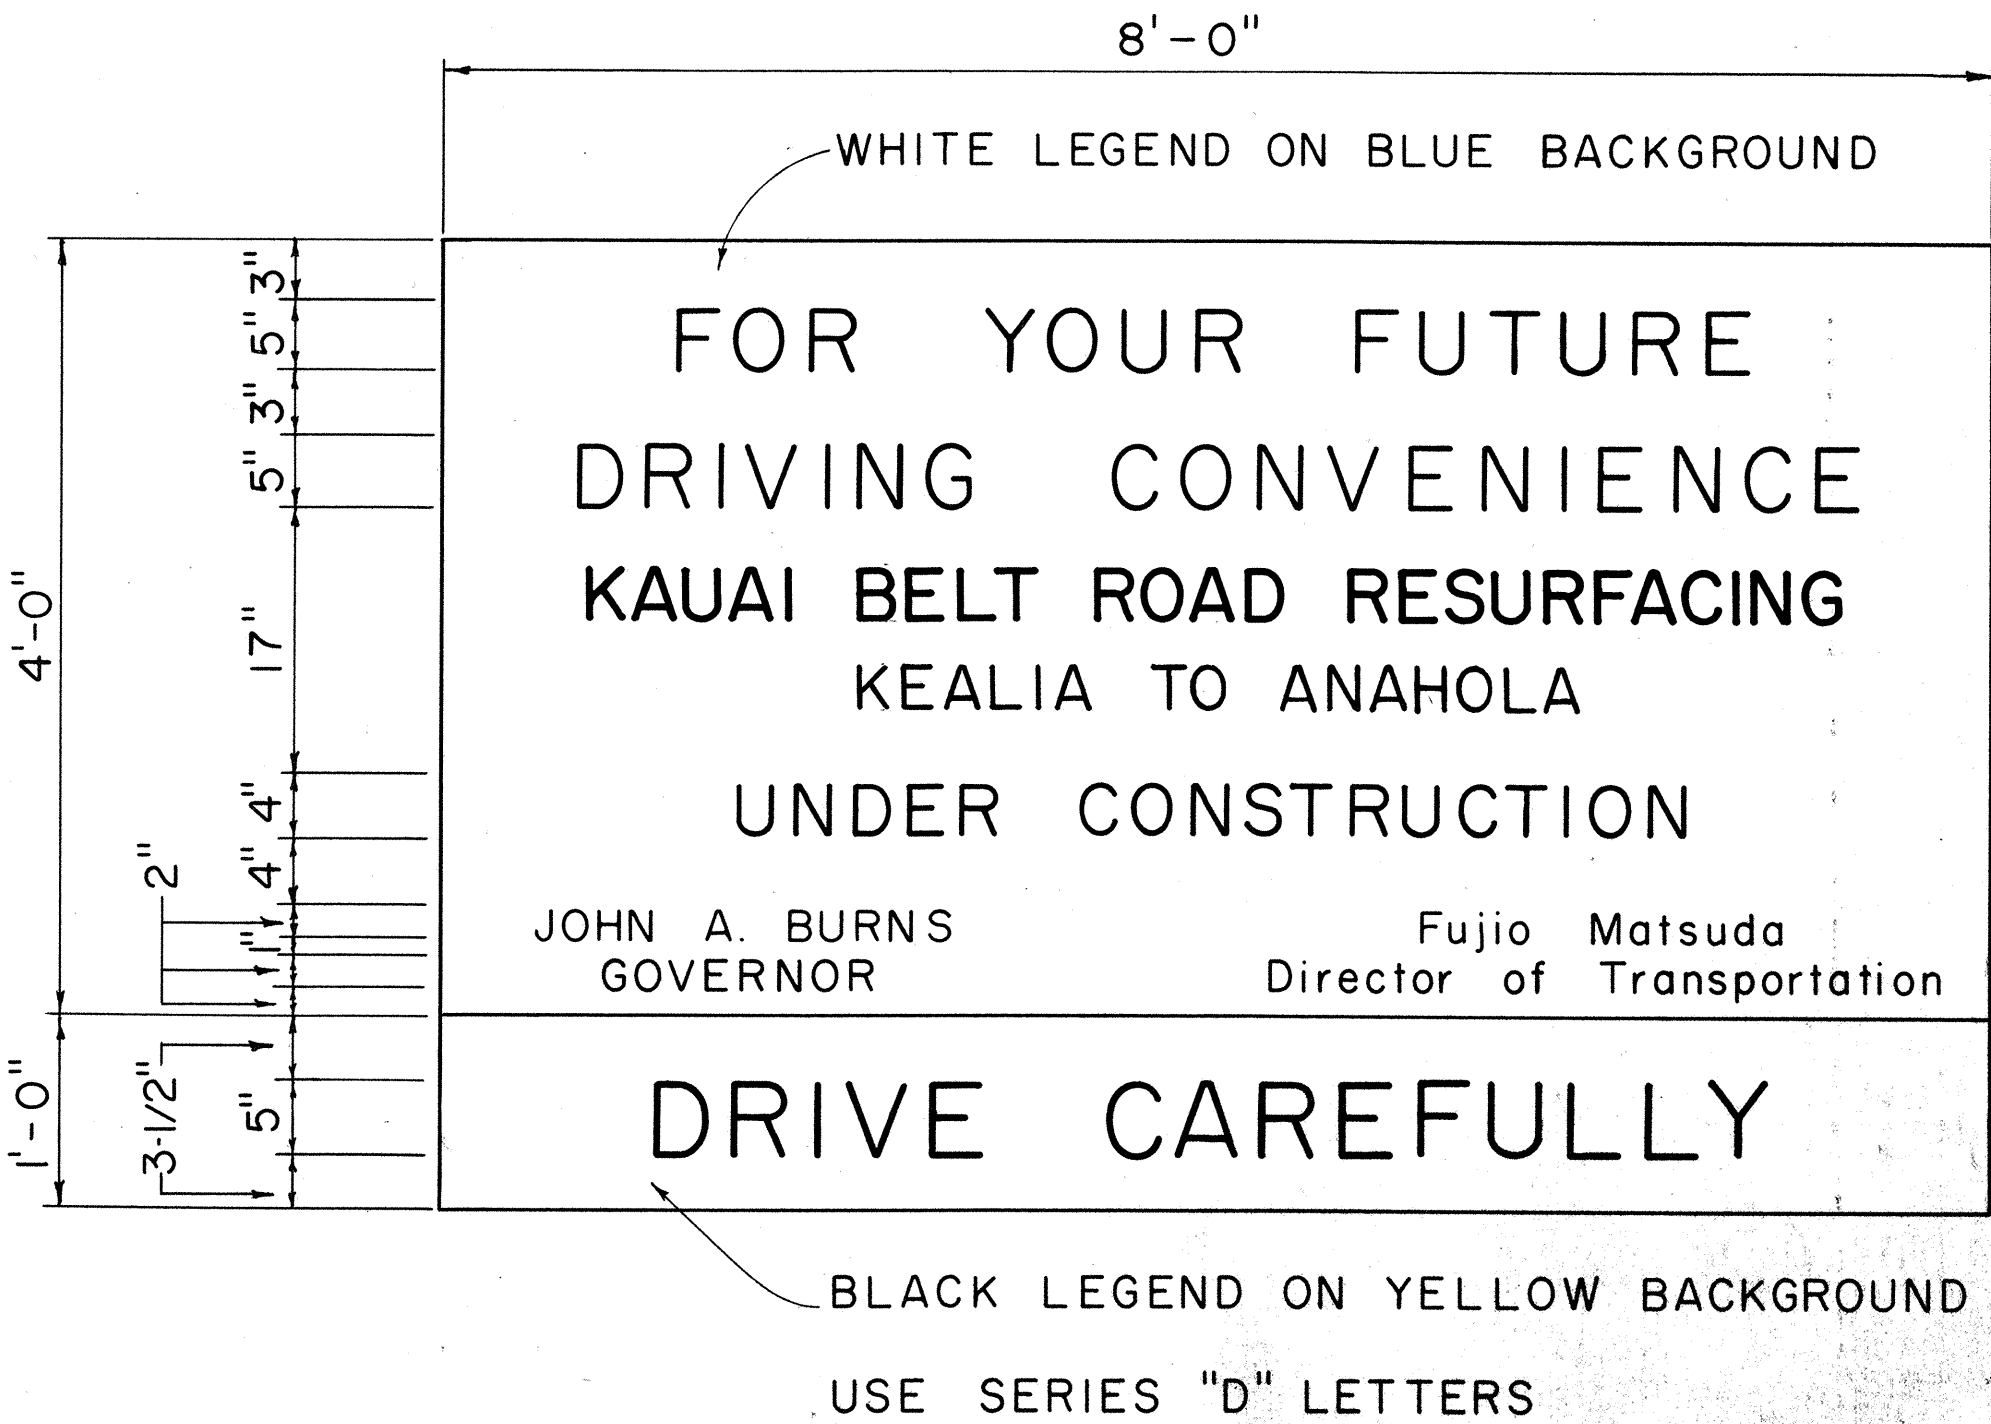 8'-0"
WHITE LEGEND ON BLUE BACKGROUND
3"
5"
3"
5"
17"
4"
4"
2"
1"
4'-0"
FOR YOUR FUTURE
DRIVING CONVENIENCE
KAUAI BELT ROAD RESURFACING
KEALIA TO ANAHOLA
UNDER CONSTRUCTION
JOHN A. BURNS
GOVERNOR
Fujio Matsuda
Director of Transportation
1'-0"
3-1/2"
5"
DRIVE CAREFULLY
BLACK LEGEND ON YELLOW BACKGROUND
USE SERIES "D" LETTERS